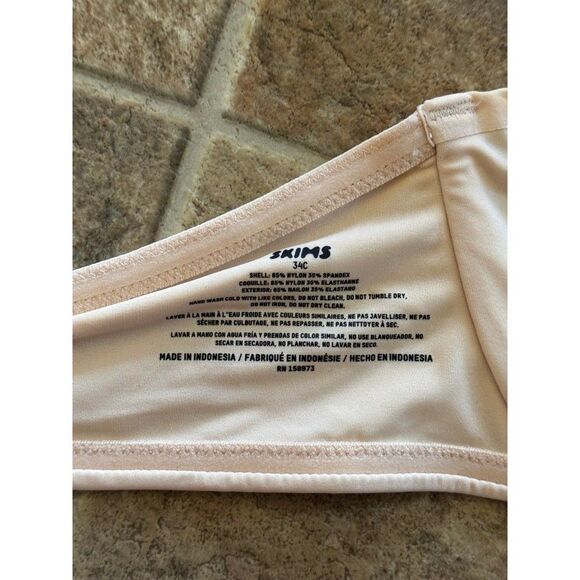 SKIMS
34C
SHELL: 65% NYLON 35% SPANDEX
COQUILLE: 65% NYLON 35% ELASTHANNE
EXTERIOR: 65% NAILON 35% ELASTANO
HAND WASH COLD WITH LIKE COLORS, DO NOT BLEACH, DO NOT TUMBLE DRY,
DO NOT IRON, DO NOT DRY CLEAN.
LAVER À LA MAIN À L'EAU FROIDE AVEC COULEURS SIMILAIRES, NE PAS JAVELLISER, NE PAS
SÉCHER PAR CULBUTAGE, NE PAS REPASSER, NE PAS NETTOYER À SEC.
LAVAR A MANO CON AGUA FRÍA Y PRENDAS DE COLOR SIMILAR, NO USE BLANQUEADOR, NO
SECAR EN SECADORA, NO PLANCHAR, NO LAVAR EN SECO.
MADE IN INDONESIA / FABRIQUÉ EN INDONÉSIE / HECHO EN INDONESIA
RN 158973